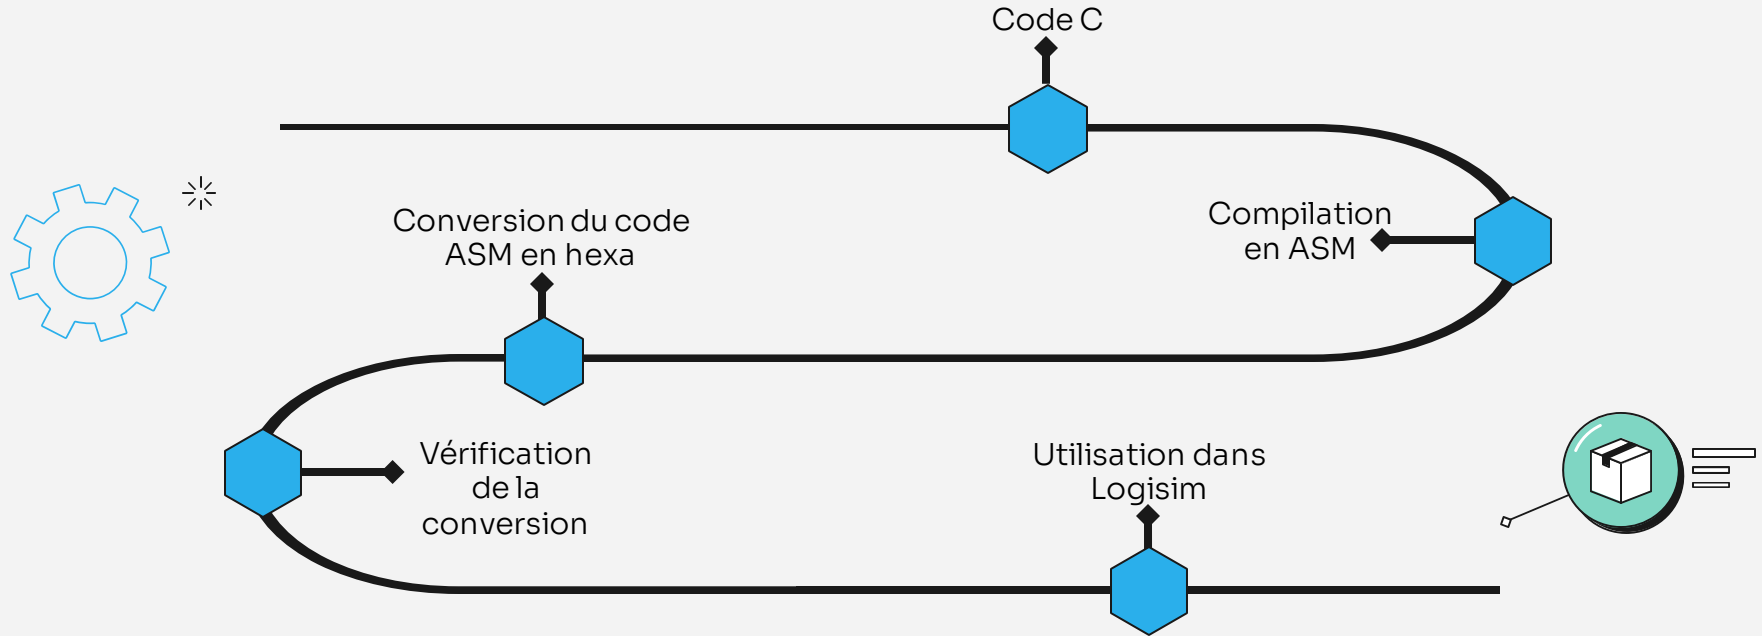 Code C
Compilation
en ASM
Conversion du code
ASM en hexa
Vérification
de la
conversion
Utilisation dans
Logisim